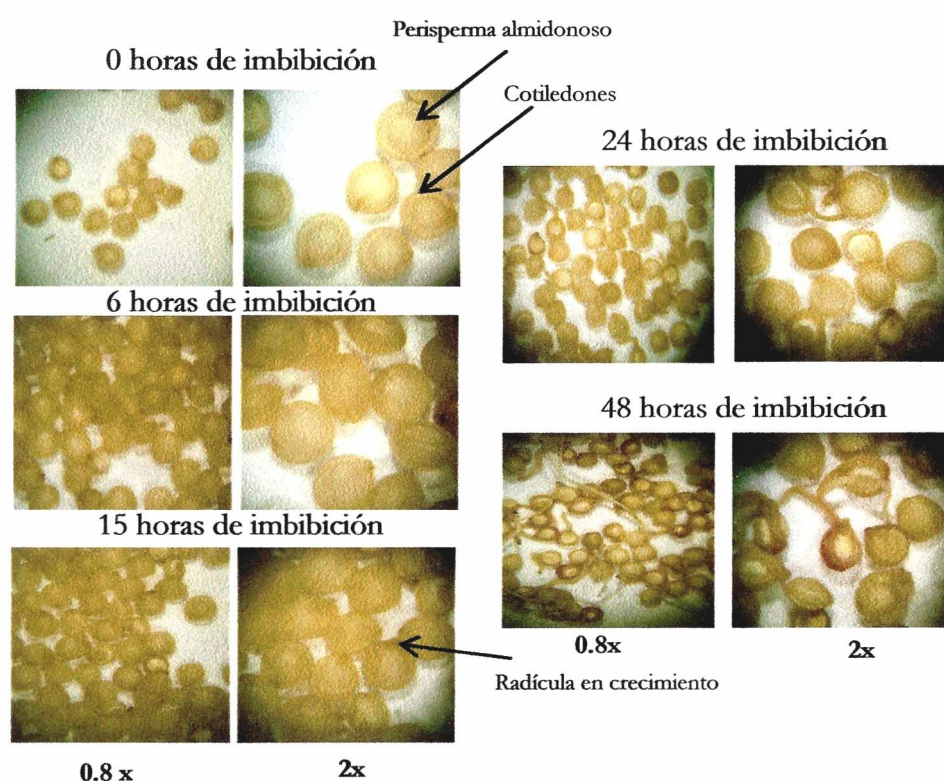 Perisperma almidonoso
0 horas de imbibición
Cotiledones
6 horas de imbibición
15 horas de imbibición
Radícula en crecimiento
0.8 x
2x
24 horas de imbibición
48 horas de imbibición
0.8x
2x